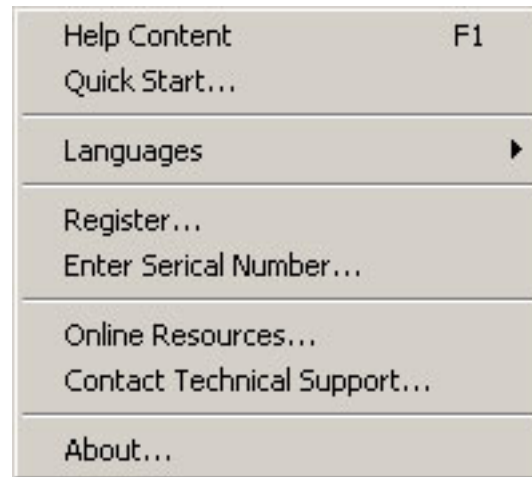 Help Content F1
Quick Start...
Languages
Register...
Enter Serical Number...
Online Resources...
Contact Technical Support...
About...